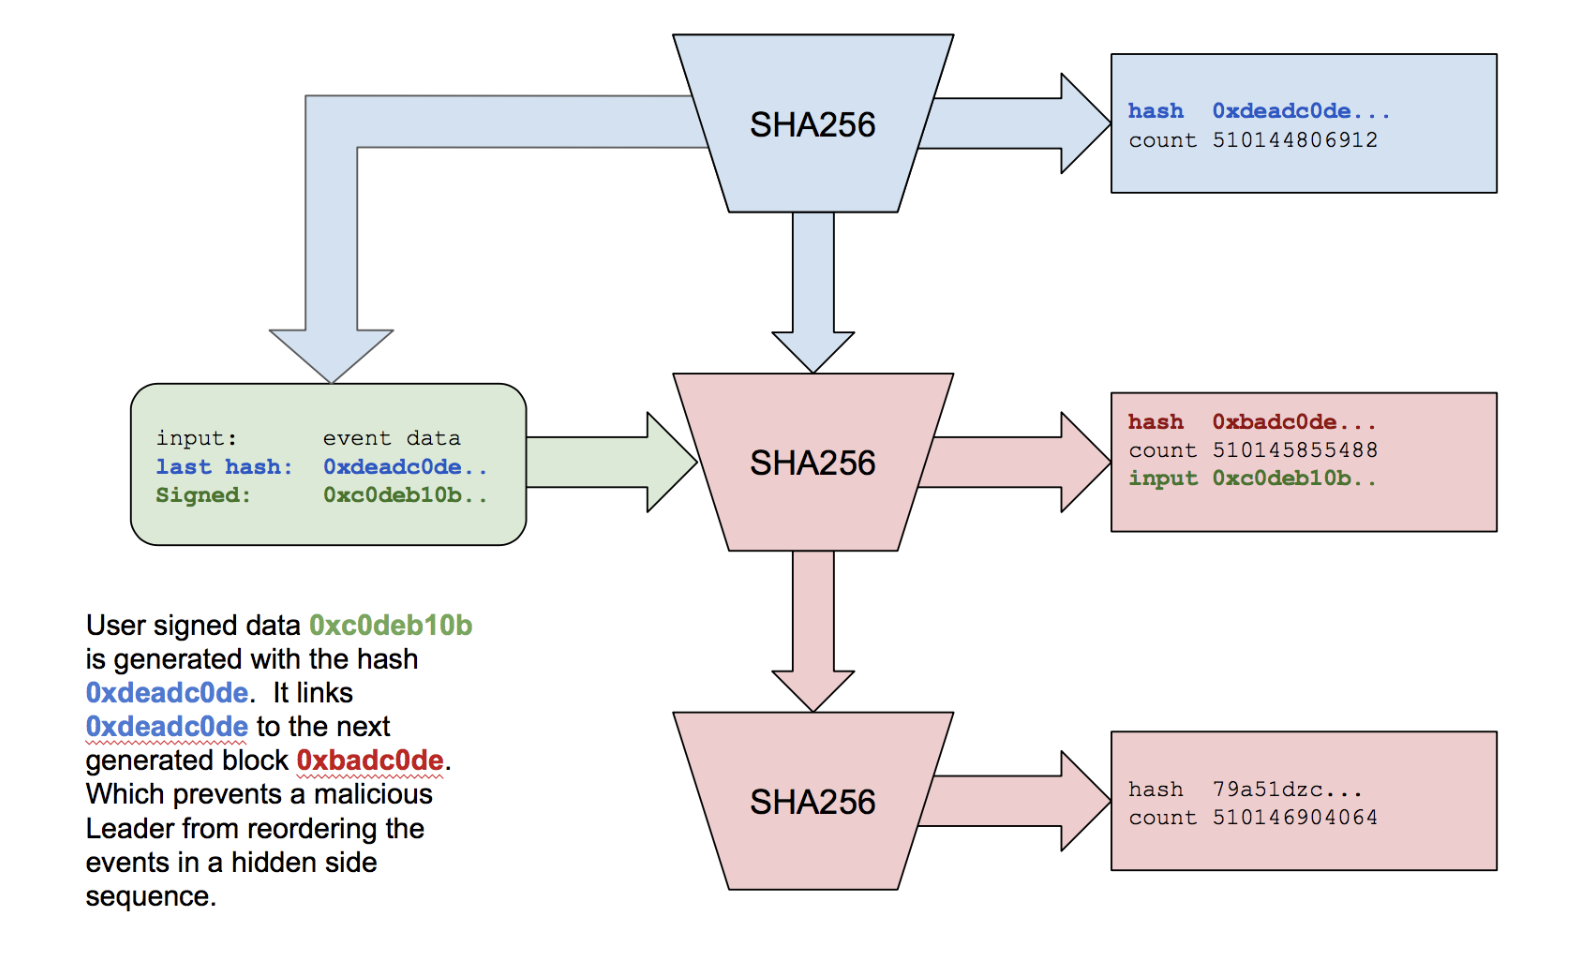 SHA256
hash 0xdeadc0de...
count 510144806912
input: event data
last hash: 0xdeadc0de..
Signed: 0xc0deb10b..
SHA256
hash 0xbadc0de...
count 510145855488
input 0xc0deb10b..
User signed data 0xc0deb10b
is generated with the hash
0xdeadc0de. It links
0xdeadc0de to the next
generated block 0xbadc0de.
Which prevents a malicious
Leader from reordering the
events in a hidden side
sequence.
SHA256
hash 79a51dzc...
count 510146904064